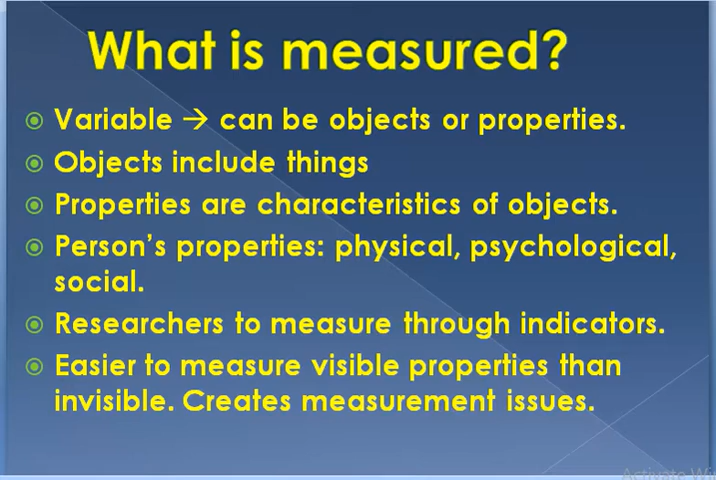 What is measured?
Variable → can be objects or properties.
Objects include things
Properties are characteristics of objects.
Person's properties: physical, psychological,
social.
Researchers to measure through indicators.
Easier to measure visible properties than
invisible. Creates measurement issues.
Activate